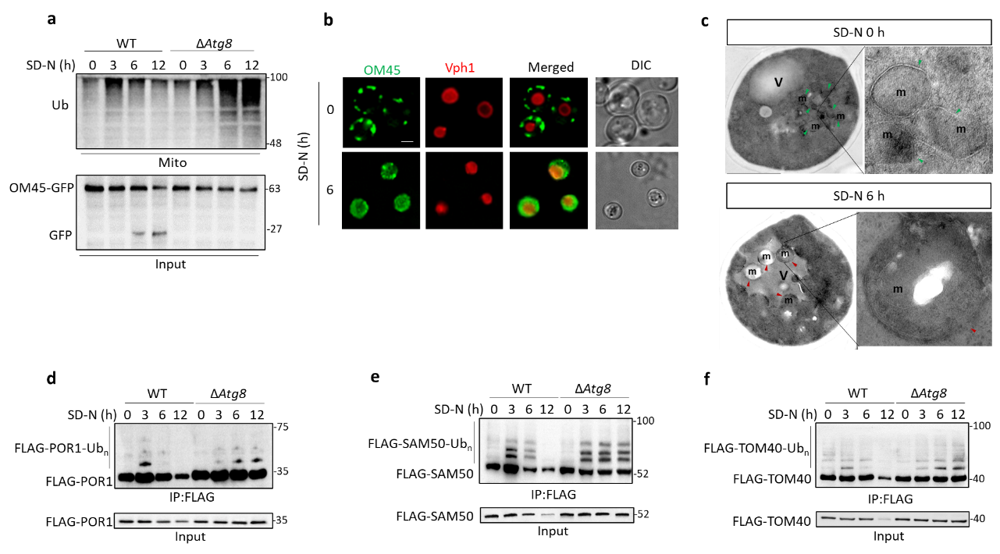 a
WT ΔAtg8
SD-N (h) 0 3 6 12 0 3 6 12
Ub
-100
-48
Mito
OM45-GFP
-63
GFP
-27
Input
b
OM45 Vph1 Merged DIC
SD-N (h)
0
6
c
SD-N 0 h
V
m
m
m
m
m
m
SD-N 6 h
m
m
m
V
m
m
d
WT ΔAtg8
SD-N (h) 0 3 6 12 0 3 6 12
-75
FLAG-POR1-Ubn
-35
FLAG-POR1
IP:FLAG
FLAG-POR1
-35
Input
e
WT ΔAtg8
SD-N (h) 0 3 6 12 0 3 6 12
-100
FLAG-SAM50-Ubn
FLAG-SAM50
-52
IP:FLAG
FLAG-SAM50
-52
Input
f
WT ΔAtg8
SD-N (h) 0 3 6 12 0 3 6 12
-100
FLAG-TOM40-Ubn
FLAG-TOM40
-40
IP:FLAG
FLAG-TOM40
-40
Input